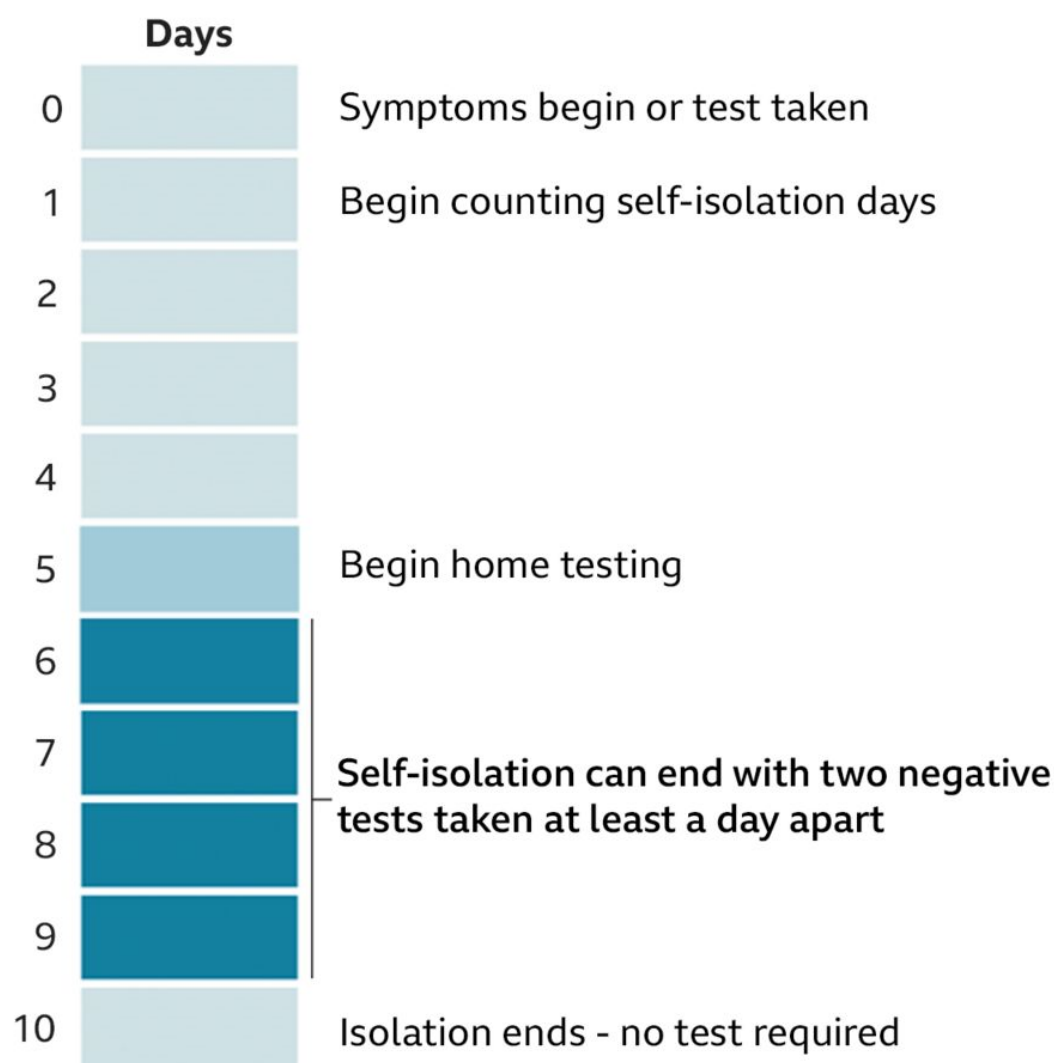 Days
0 Symptoms begin or test taken
1 Begin counting self-isolation days
2
3
4
5 Begin home testing
6
7
Self-isolation can end with two negative
tests taken at least a day apart
8
9
10 Isolation ends - no test required